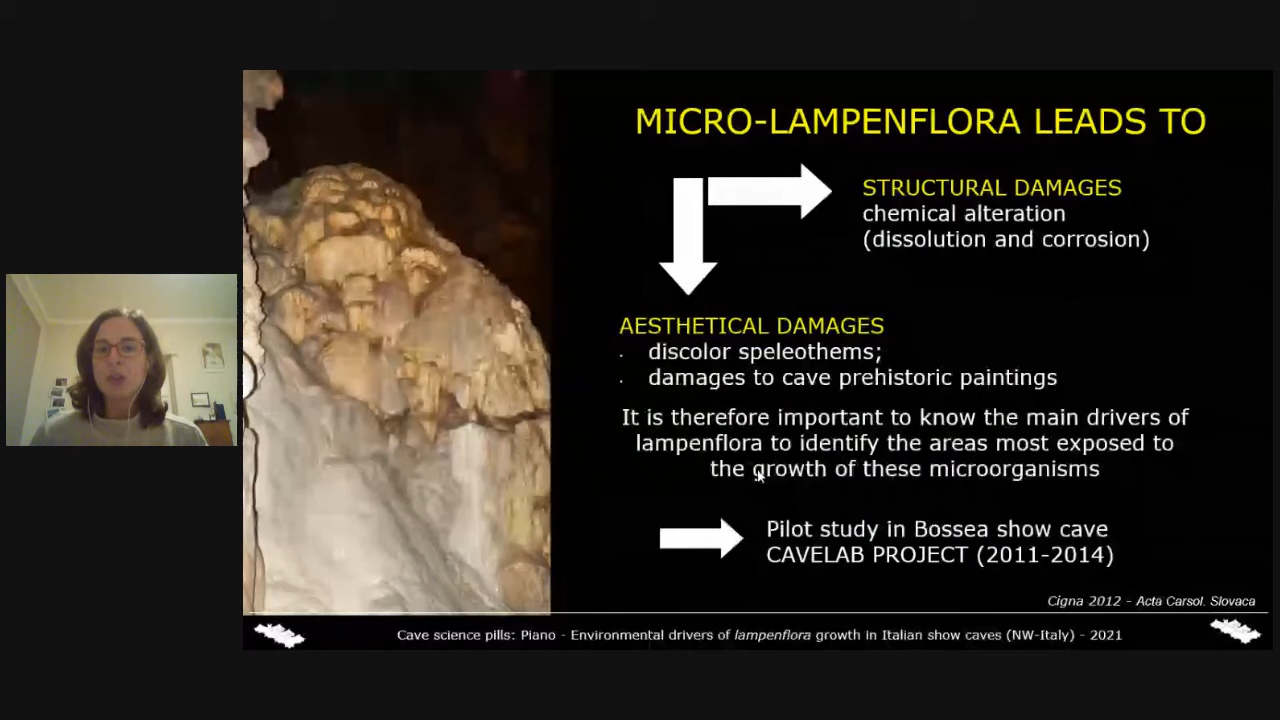 MICRO-LAMPENFLORA LEADS TO
STRUCTURAL DAMAGES
chemical alteration
(dissolution and corrosion)
AESTHETICAL DAMAGES
· discolor speleothems;
· damages to cave prehistoric paintings
It is therefore important to know the main drivers of
lampenflora to identify the areas most exposed to
the growth of these microorganisms
Pilot study in Bossea show cave
CAVELAB PROJECT (2011-2014)
Cigna 2012 - Acta Carsol. Slovaca
Cave science pills: Piano - Environmental drivers of lampenflora growth in Italian show caves (NW-Italy) - 2021